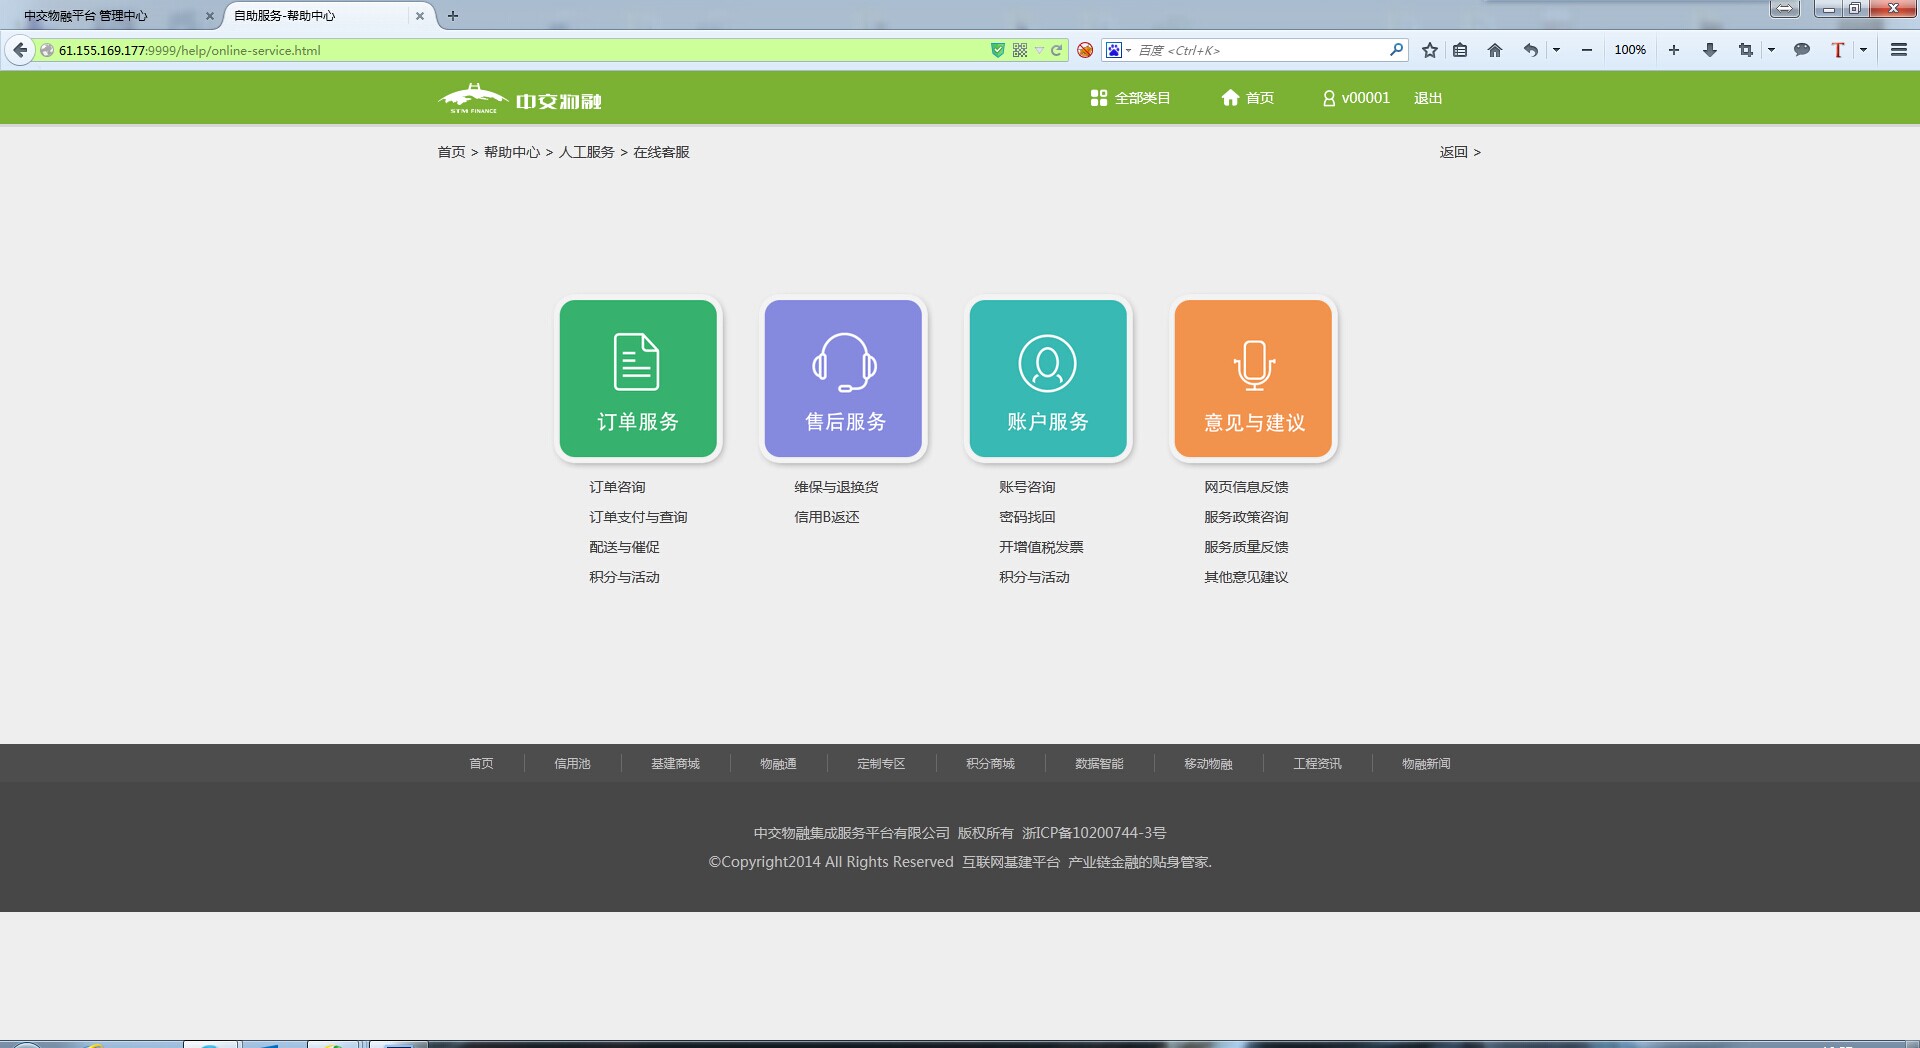 中交物融平台 管理中心
自助服务-帮助中心
61.155.169.177:9999/help/online-service.html
百度 <Ctrl+K>
100%
STM FINANCE
中交物融
全部类目
首页
v00001
退出
首页 > 帮助中心 > 人工服务 > 在线客服
返回 >
订单服务
售后服务
账户服务
意见与建议
订单咨询
订单支付与查询
配送与催促
积分与活动
维保与退换货
信用B返还
账号咨询
密码找回
开增值税发票
积分与活动
网页信息反馈
服务政策咨询
服务质量反馈
其他意见建议
首页
信用池
基建商城
物融通
定制专区
积分商城
数据智能
移动物融
工程资讯
物融新闻
中交物融集成服务平台有限公司 版权所有 浙ICP备10200744-3号
©Copyright2014 All Rights Reserved 互联网基建平台 产业链金融的贴身管家.